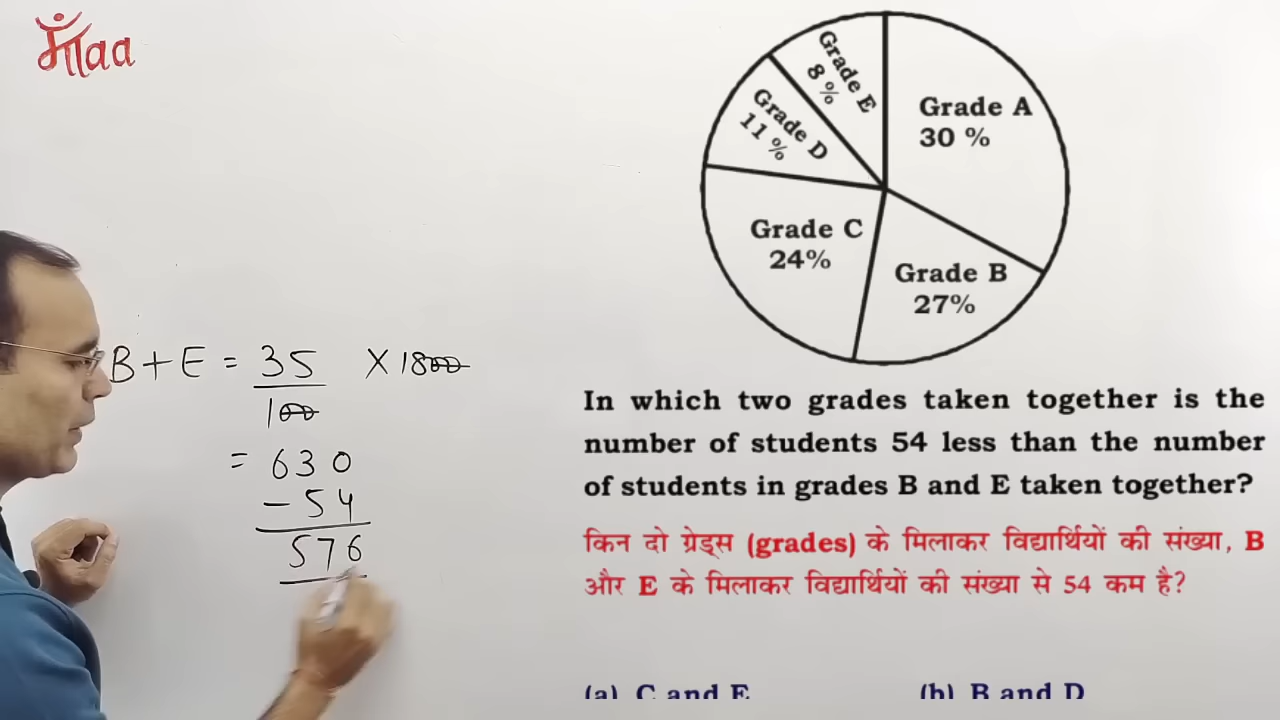 माँaa
Grade E
8 %
Grade D
11 %
Grade A
30 %
Grade C
24%
Grade B
27%
B + E = 35 × 1800
100
= 630
- 54
576
In which two grades taken together is the
number of students 54 less than the number
of students in grades B and E taken together?
किन दो ग्रेड्स (grades) के मिलाकर विद्यार्थियों की संख्या, B
और E के मिलाकर विद्यार्थियों की संख्या से 54 कम है?
(a) C and E (b) B and D